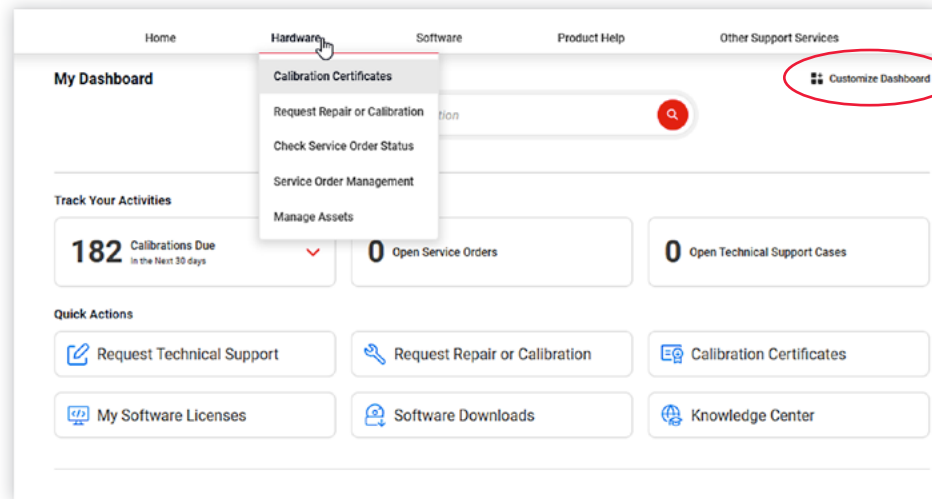 Home Hardware Software Product Help Other Support Services
My Dashboard
Customize Dashboard
Calibration Certificates
Request Repair or Calibration
Check Service Order Status
Service Order Management
Manage Assets
Track Your Activities
182 Calibrations Due
In the Next 30 days
0 Open Service Orders
0 Open Technical Support Cases
Quick Actions
Request Technical Support
Request Repair or Calibration
Calibration Certificates
My Software Licenses
Software Downloads
Knowledge Center